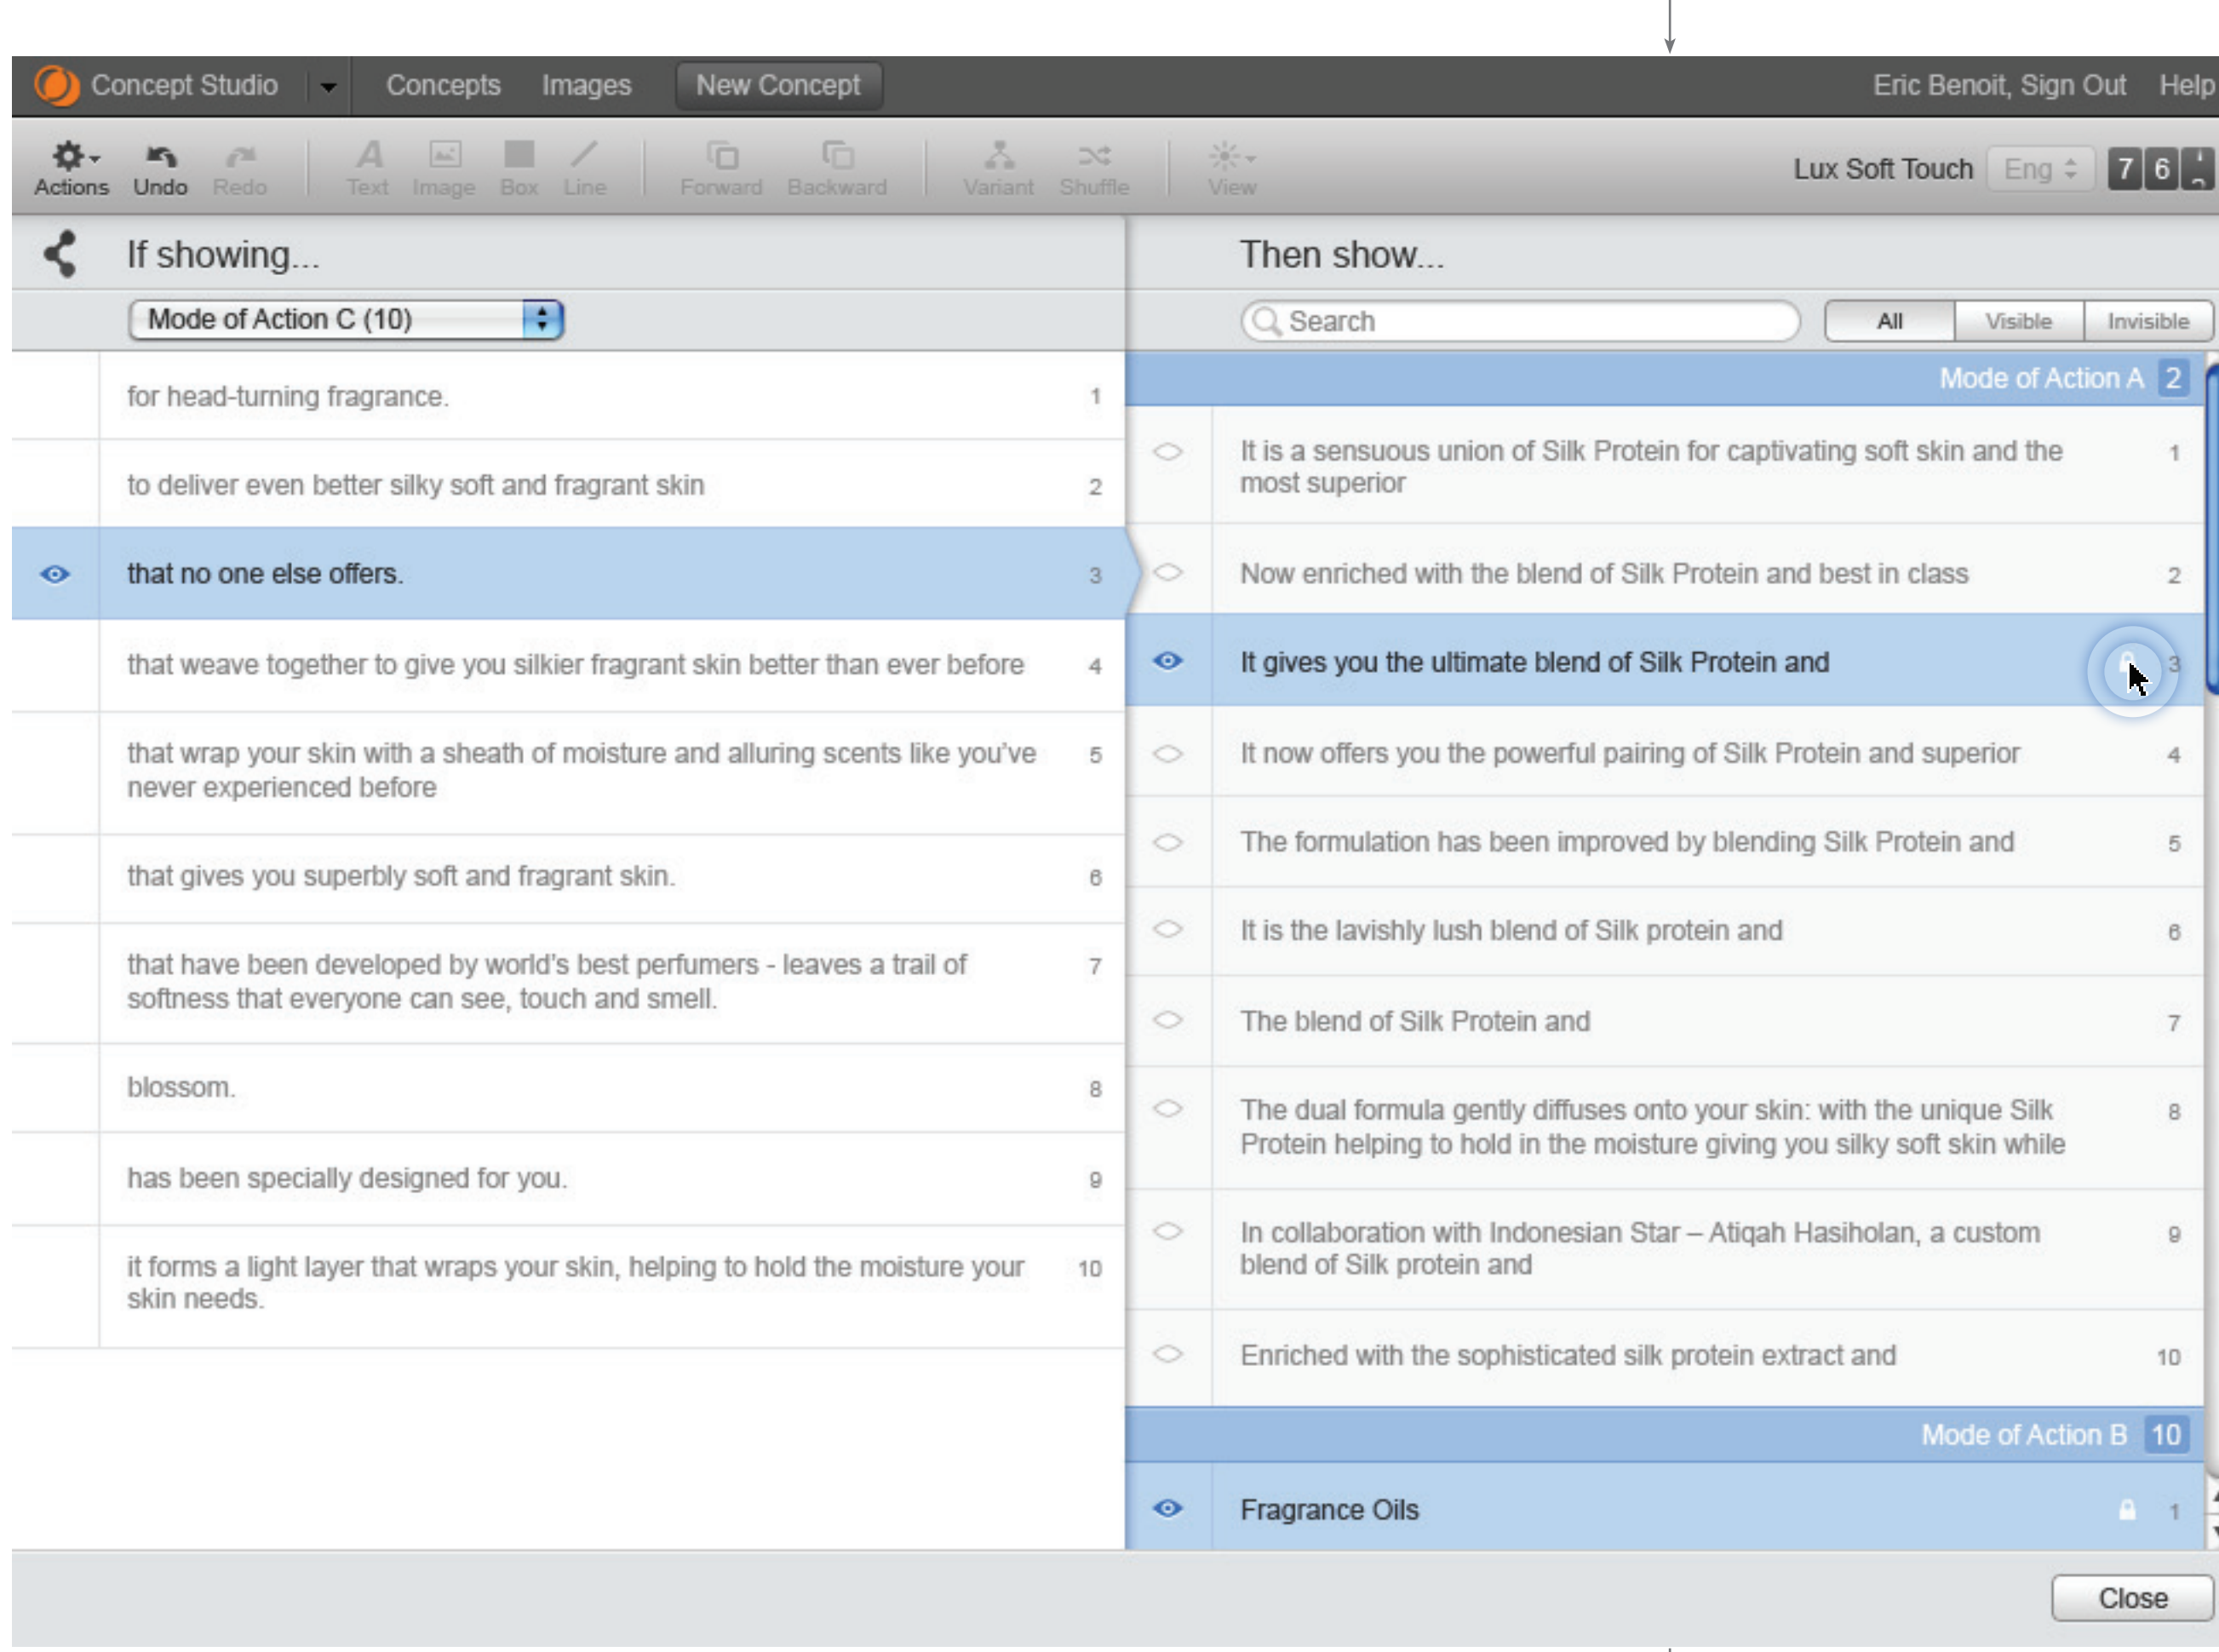 Concept Studio Concepts Images New Concept Eric Benoit, Sign Out Help
Actions Undo Redo Text Image Box Line Forward Backward Variant Shuffle View Lux Soft Touch Eng 7 6
If showing...
Mode of Action C (10)
for head-turning fragrance. 1
to deliver even better silky soft and fragrant skin 2
that no one else offers. 3
that weave together to give you silkier fragrant skin better than ever before 4
that wrap your skin with a sheath of moisture and alluring scents like you've 5
never experienced before
that gives you superbly soft and fragrant skin. 6
that have been developed by world's best perfumers - leaves a trail of 7
softness that everyone can see, touch and smell.
blossom. 8
has been specially designed for you. 9
it forms a light layer that wraps your skin, helping to hold the moisture your 10
skin needs.
Then show...
Search All Visible Invisible
Mode of Action A 2
It is a sensuous union of Silk Protein for captivating soft skin and the 1
most superior
Now enriched with the blend of Silk Protein and best in class 2
It gives you the ultimate blend of Silk Protein and 3
It now offers you the powerful pairing of Silk Protein and superior 4
The formulation has been improved by blending Silk Protein and 5
It is the lavishly lush blend of Silk protein and 6
The blend of Silk Protein and 7
The dual formula gently diffuses onto your skin: with the unique Silk 8
Protein helping to hold in the moisture giving you silky soft skin while
In collaboration with Indonesian Star – Atiqah Hasiholan, a custom 9
blend of Silk protein and
Enriched with the sophisticated silk protein extract and 10
Mode of Action B 10
Fragrance Oils 1
Close